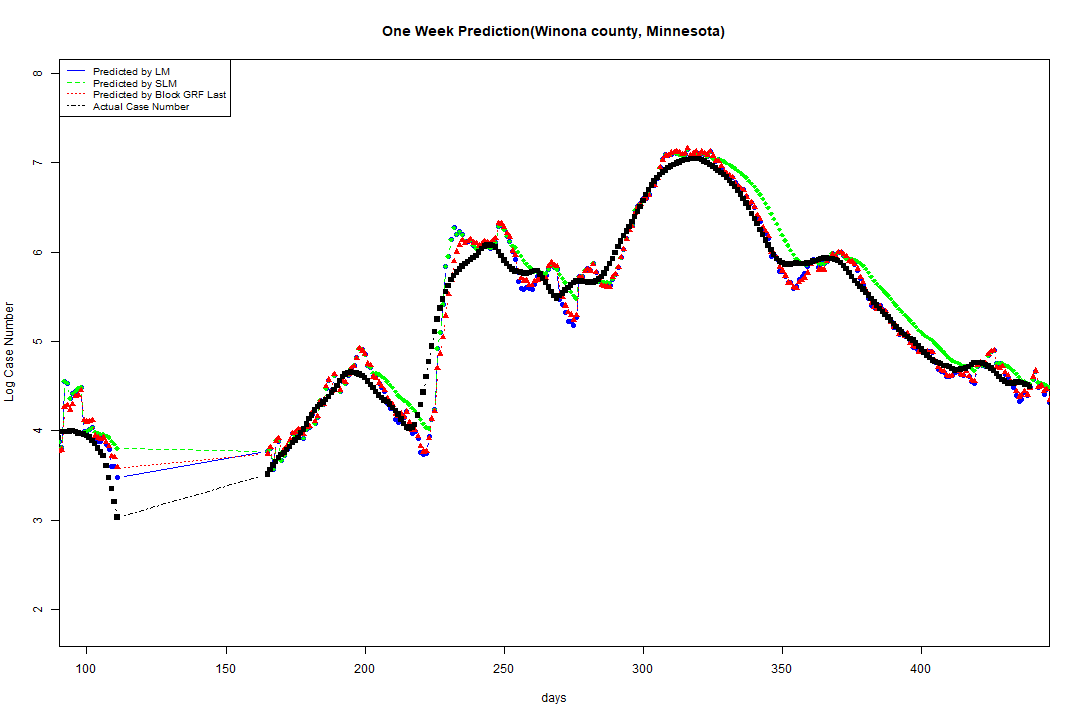 One Week Prediction(Winona county, Minnesota)
Predicted by LM
Predicted by SLM
Predicted by Block GRF Last
Actual Case Number
8
7
6
5
4
3
2
Log Case Number
100 150 200 250 300 350 400
days